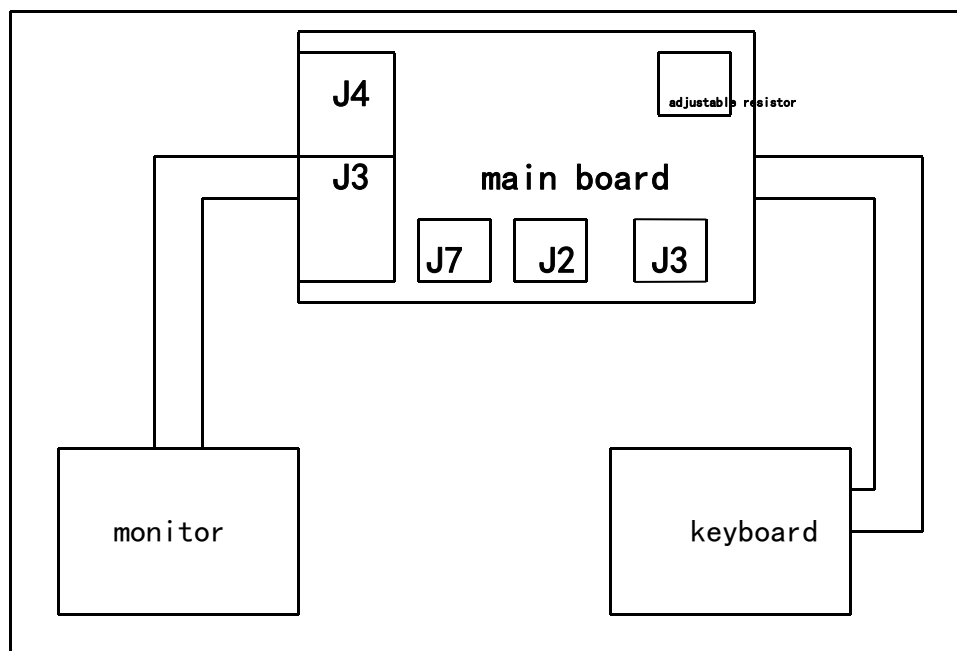 J4
adjustable resistor
J3
main board
J7
J2
J3
monitor
keyboard